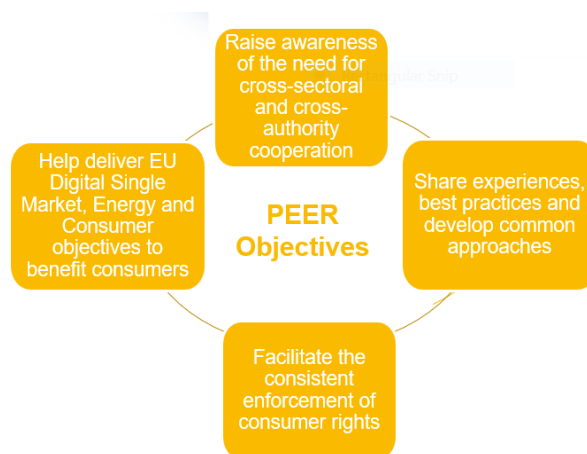 Raise awareness
of the need for
cross-sectoral
and cross-
authority
cooperation
Rectangular Snip
Help deliver EU
Digital Single
Market, Energy and
Consumer
objectives to
benefit consumers
PEER
Objectives
Share experiences,
best practices and
develop common
approaches
Facilitate the
consistent
enforcement of
consumer rights